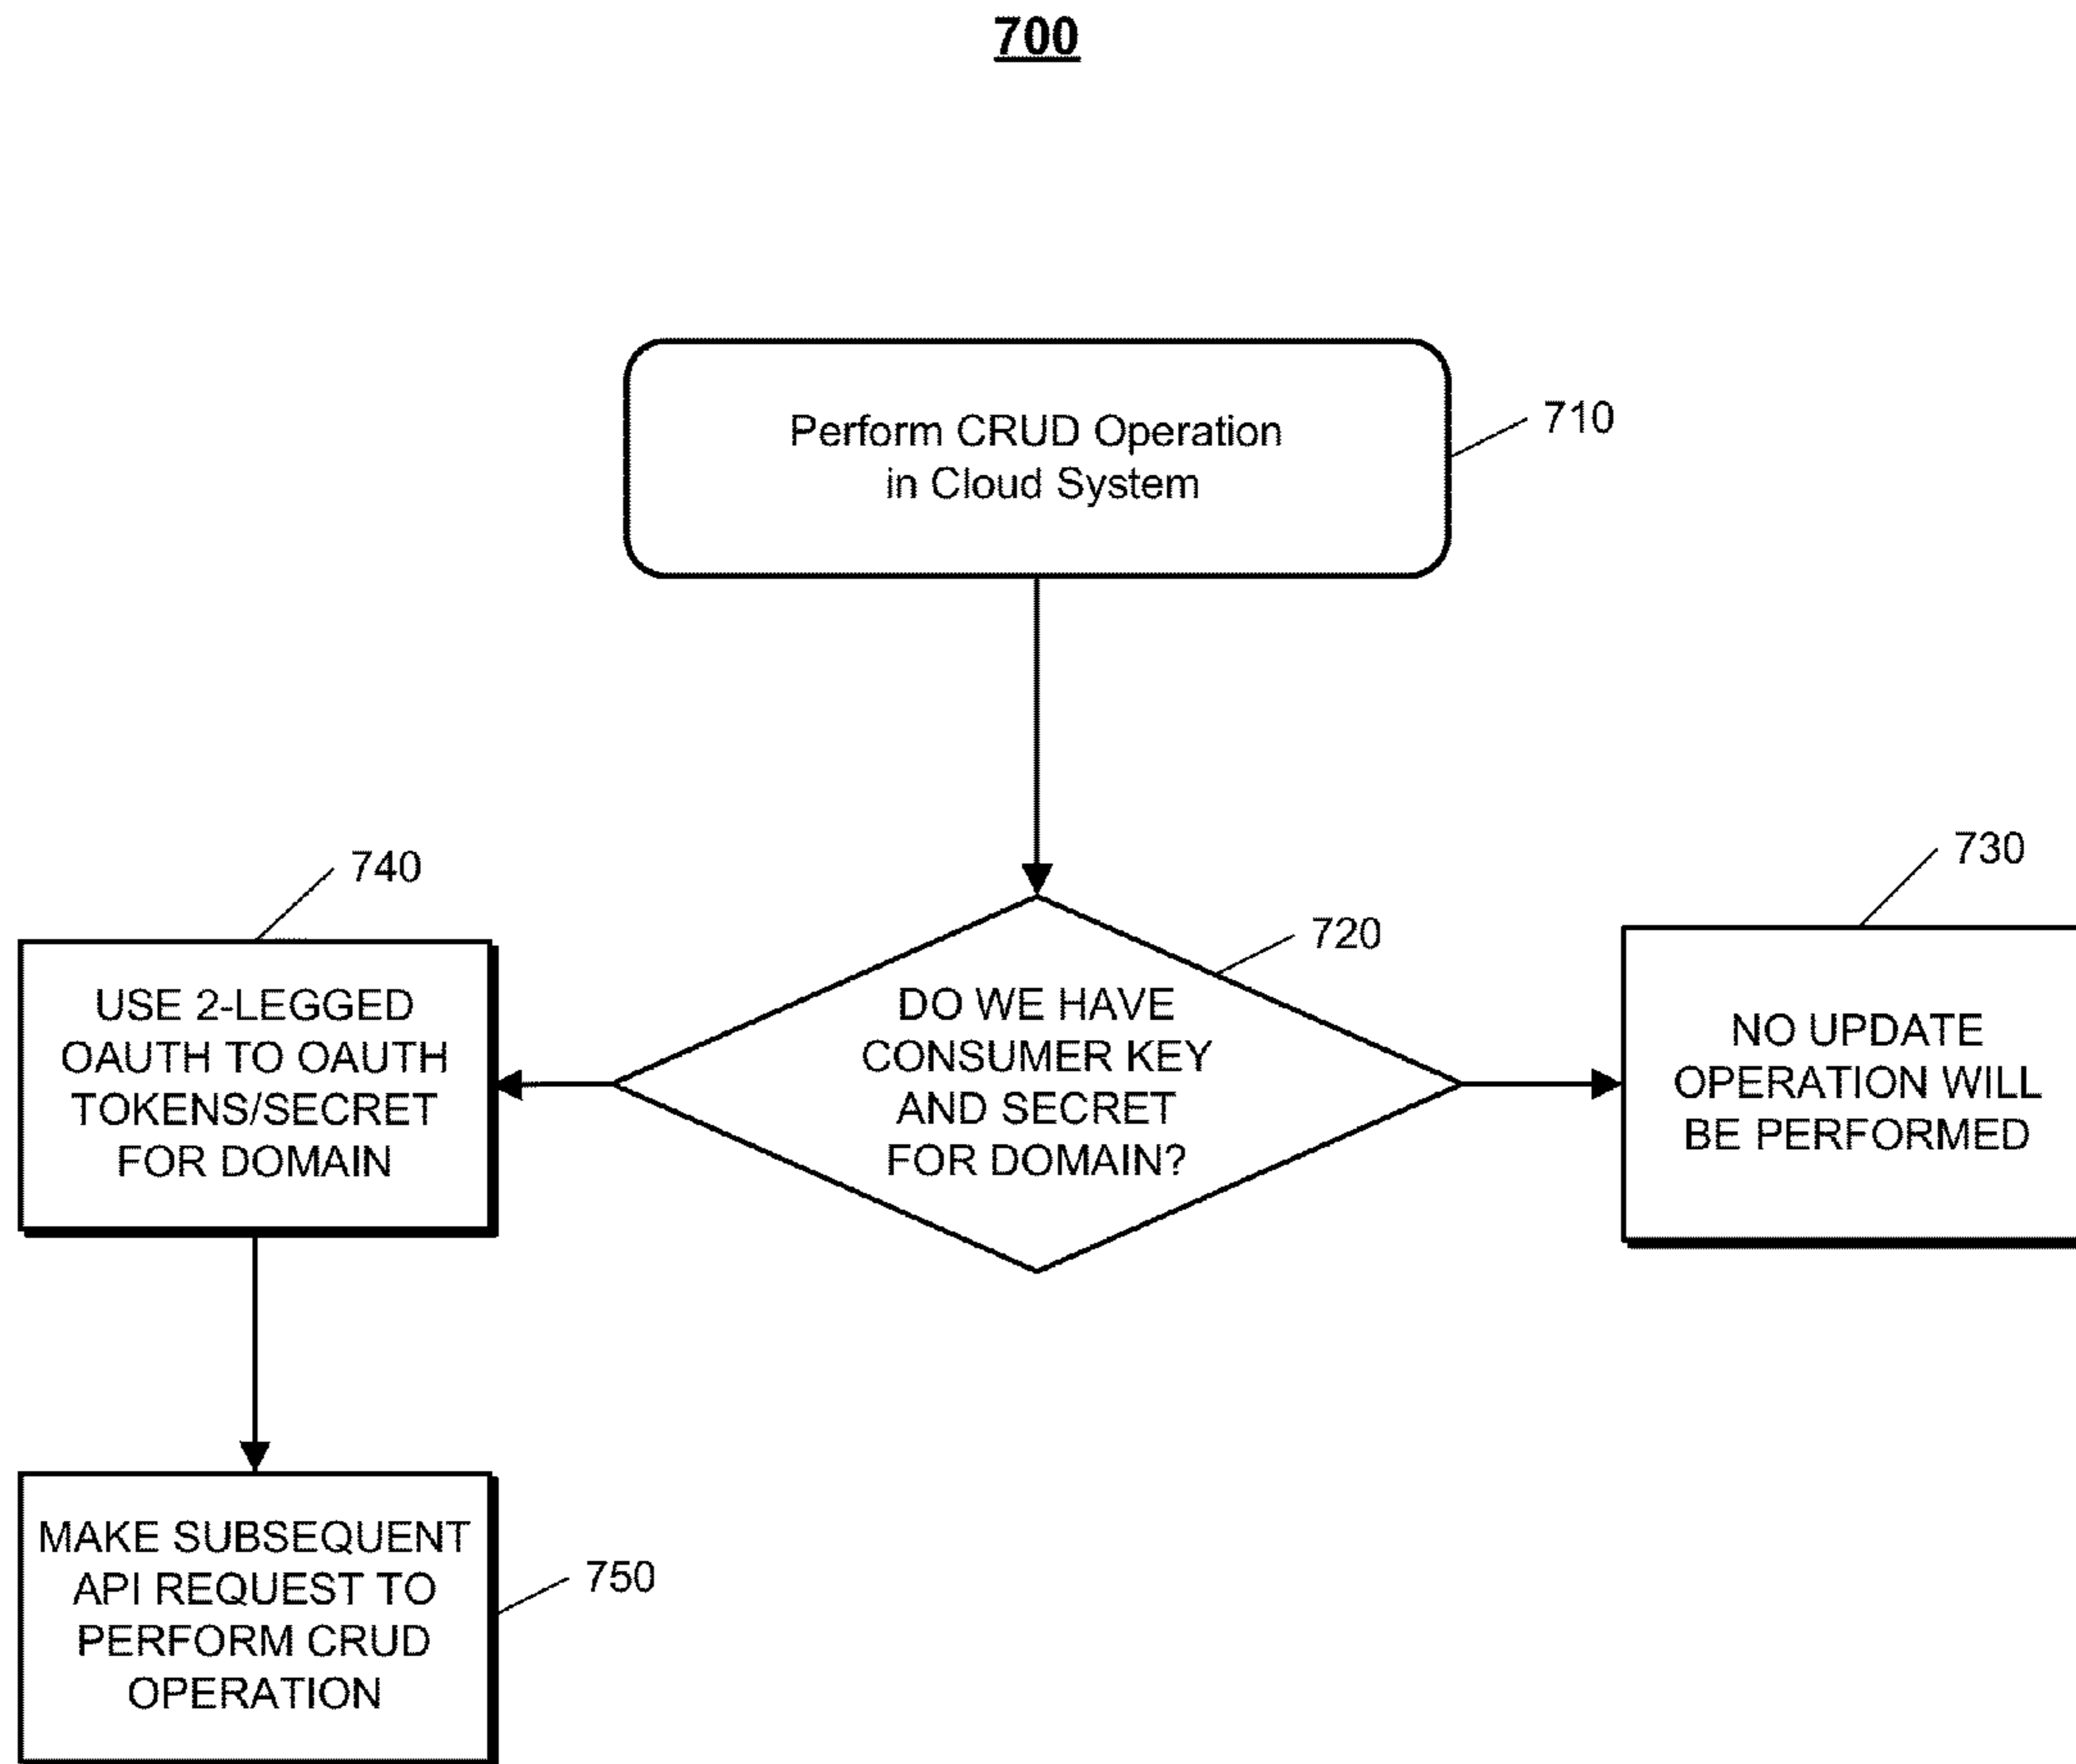 700
Perform CRUD Operation
in Cloud System
710
740
730
720
USE 2-LEGGED
OAUTH TO OAUTH
TOKENS/SECRET
FOR DOMAIN
DO WE HAVE
CONSUMER KEY
AND SECRET
FOR DOMAIN?
NO UPDATE
OPERATION WILL
BE PERFORMED
MAKE SUBSEQUENT
API REQUEST TO
PERFORM CRUD
OPERATION
750